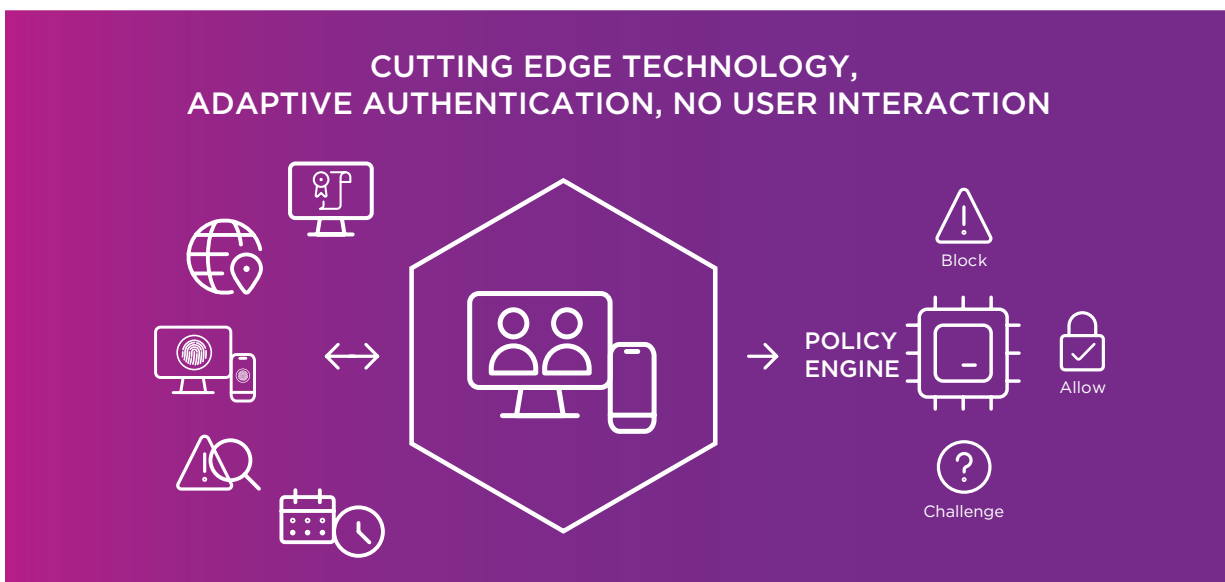 CUTTING EDGE TECHNOLOGY,
ADAPTIVE AUTHENTICATION, NO USER INTERACTION
Block
POLICY
ENGINE
Allow
Challenge